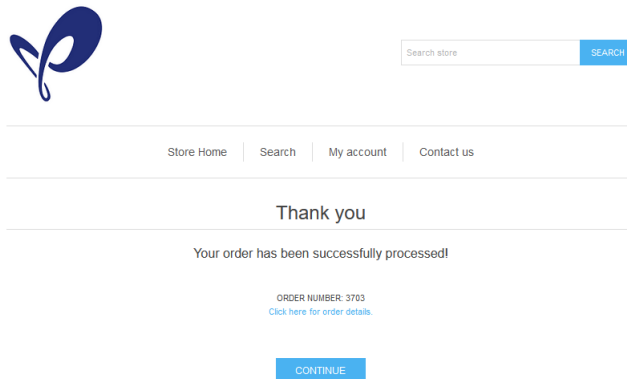 Search store
SEARCH
Store Home
Search
My account
Contact us
Thank you
Your order has been successfully processed!
ORDER NUMBER: 3703
Click here for order details.
CONTINUE